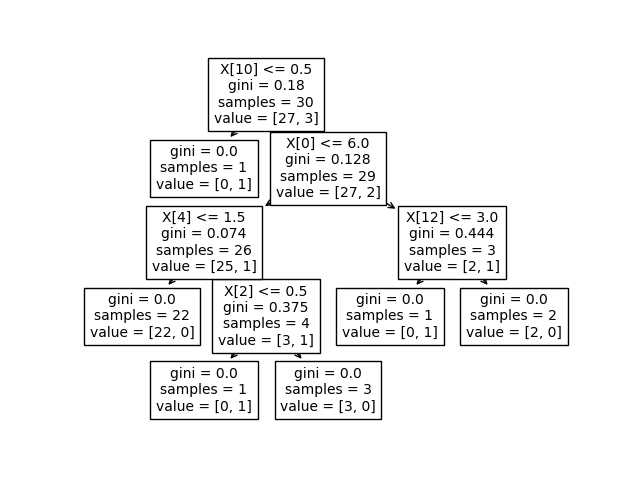 X[10] <= 0.5
gini = 0.18
samples = 30
value = [27, 3]
gini = 0.0
samples = 1
value = [0, 1]
X[0] <= 6.0
gini = 0.128
samples = 29
value = [27, 2]
X[4] <= 1.5
gini = 0.074
samples = 26
value = [25, 1]
X[12] <= 3.0
gini = 0.444
samples = 3
value = [2, 1]
gini = 0.0
samples = 22
value = [22, 0]
X[2] <= 0.5
gini = 0.375
samples = 4
value = [3, 1]
gini = 0.0
samples = 1
value = [0, 1]
gini = 0.0
samples = 2
value = [2, 0]
gini = 0.0
samples = 1
value = [0, 1]
gini = 0.0
samples = 3
value = [3, 0]